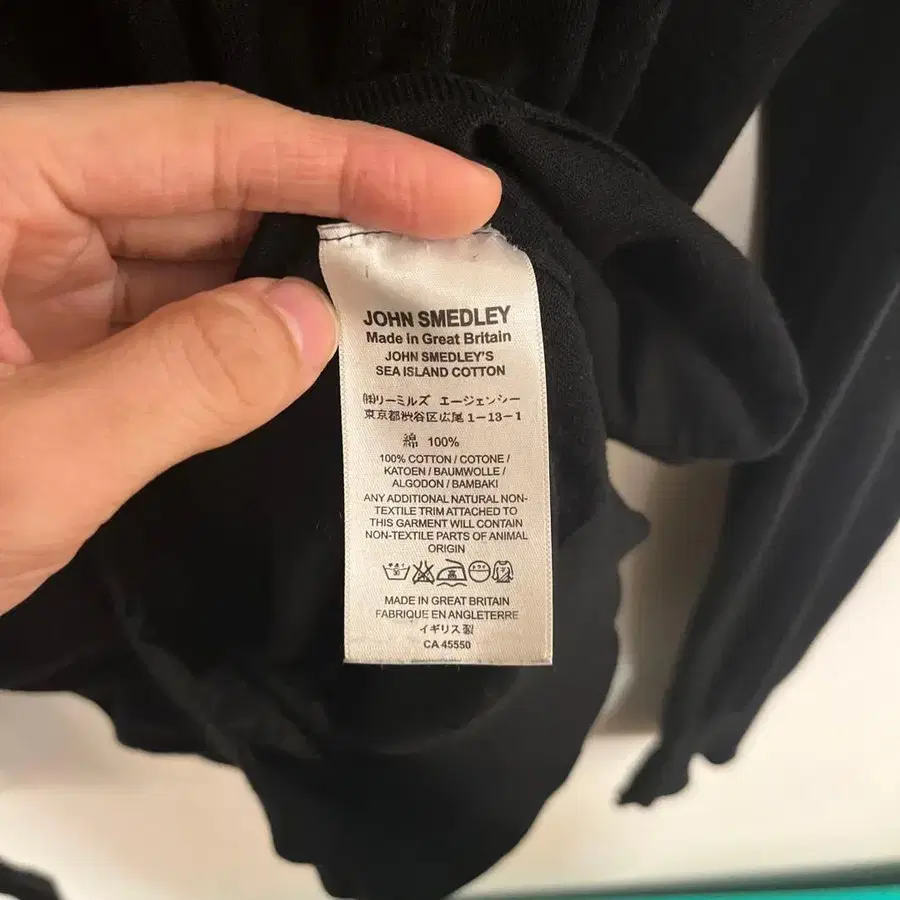 JOHN SMEDLEY
Made in Great Britain
JOHN SMEDLEY'S
SEA ISLAND COTTON
㈱リーミルズ エージェンシー
東京都渋谷区広尾 1-13-1
綿 100%
100% COTTON / COTONE /
KATOEN / BAUMWOLLE /
ALGODON / BAMBAKI
ANY ADDITIONAL NATURAL NON-
TEXTILE TRIM ATTACHED TO
THIS GARMENT WILL CONTAIN
NON-TEXTILE PARTS OF ANIMAL
ORIGIN
MADE IN GREAT BRITAIN
FABRIQUE EN ANGLETERRE
イギリス製
CA 45550